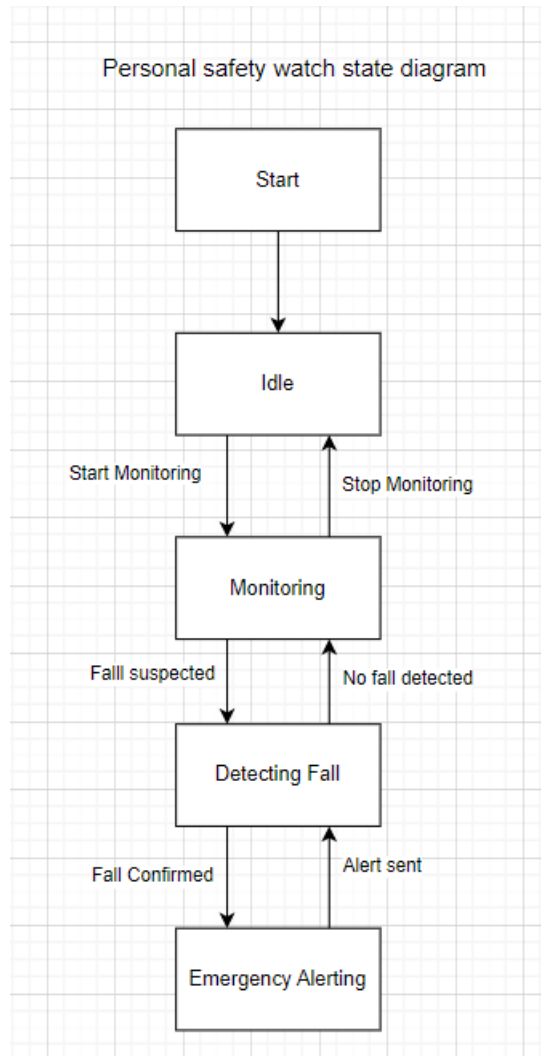 Personal safety watch state diagram
Start
Idle
Start Monitoring
Stop Monitoring
Monitoring
Falll suspected
No fall detected
Detecting Fall
Fall Confirmed
Alert sent
Emergency Alerting